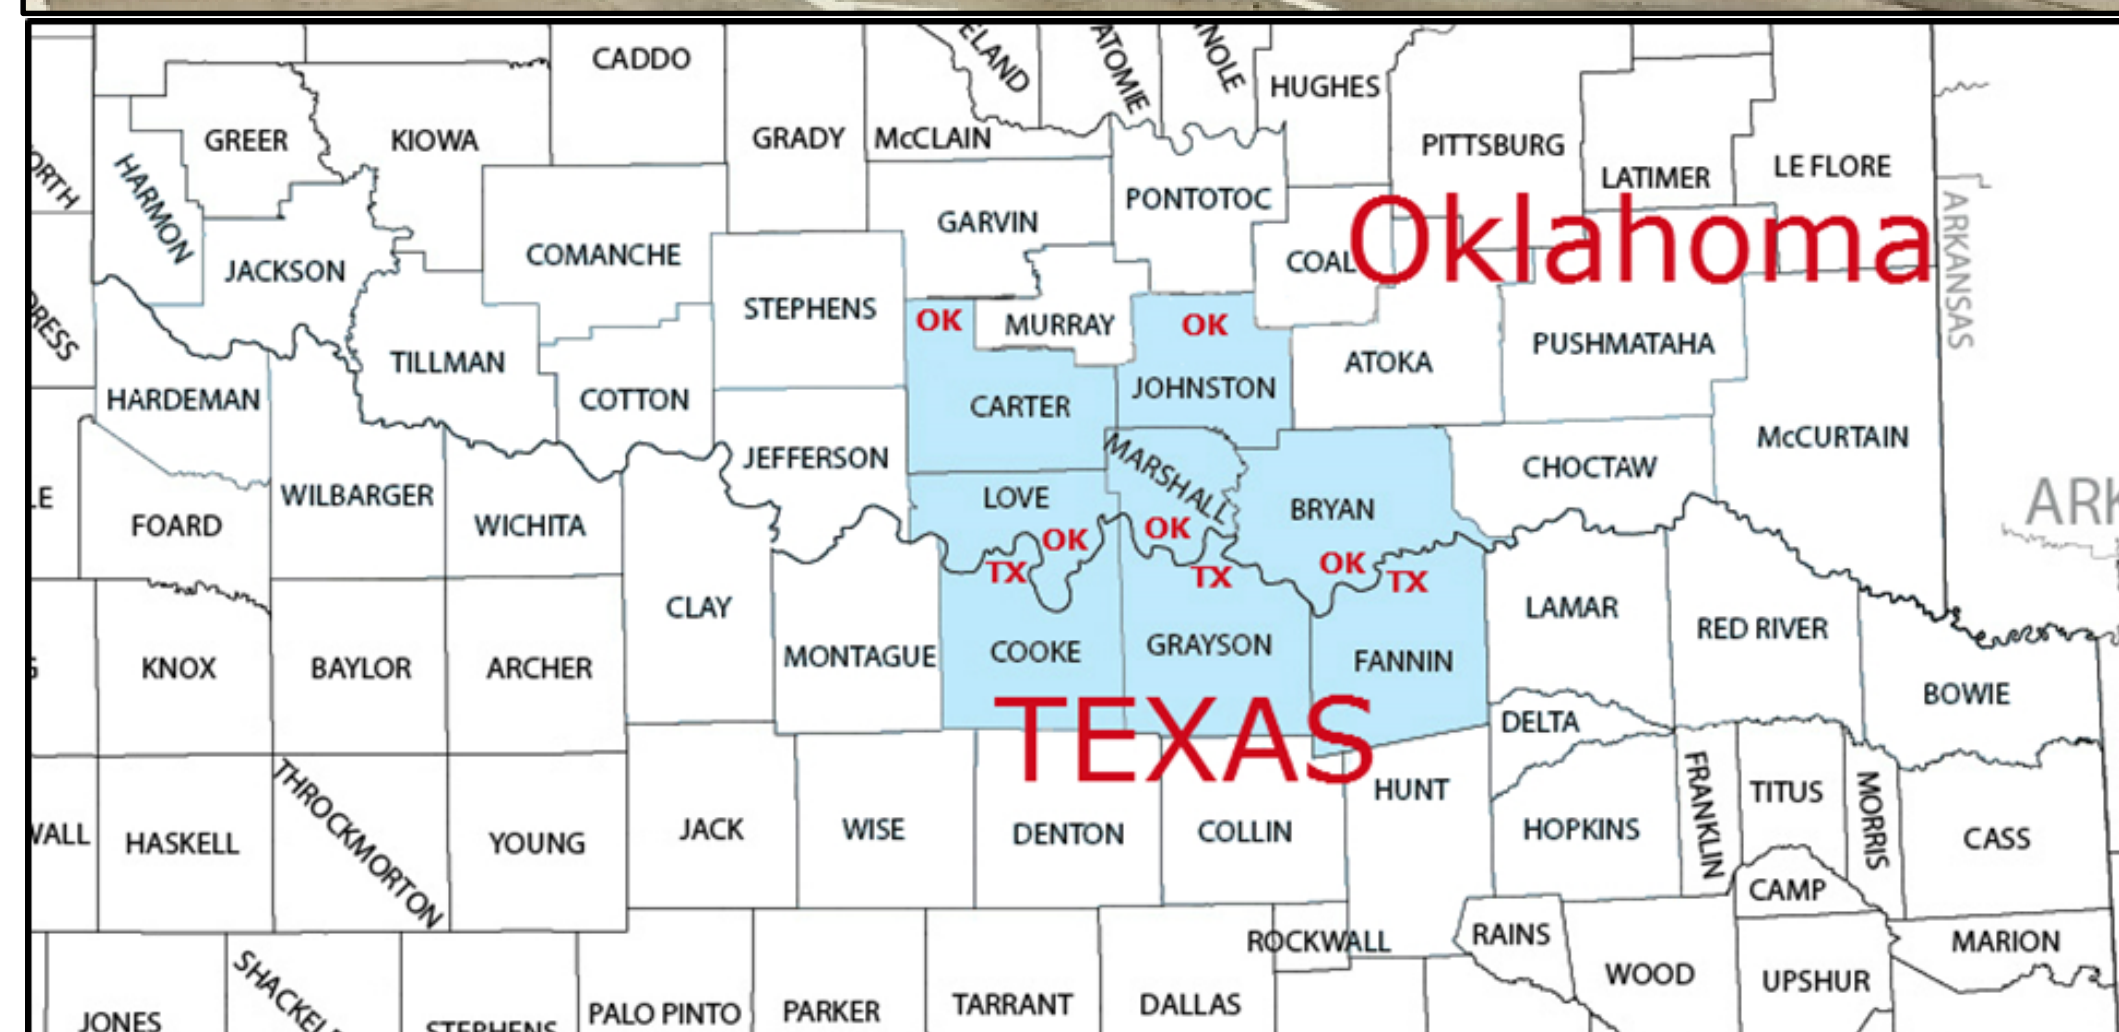 CADDO
HUGHES
GREER
KIOWA
GRADY
McCLAIN
PITTSBURG
LATIMER
LE FLORE
HARMON
PONTOTOC
GARVIN
Oklahoma
ARKANSAS
JACKSON
COMANCHE
COAL
STEPHENS
OK
MURRAY
OK
TILLMAN
ATOKA
PUSHMATAHA
HARDEMAN
COTTON
CARTER
JOHNSTON
JEFFERSON
MARSHALL
McCURTAIN
CHOCTAW
LE
WILBARGER
LOVE
BRYAN
ARK
FOARD
WICHITA
OK
OK
OK
TX
TX
TX
CLAY
LAMAR
RED RIVER
KNOX
BAYLOR
ARCHER
MONTAGUE
COOKE
GRAYSON
FANNIN
BOWIE
DELTA
TEXAS
THROCKMORTON
HUNT
FRANKLIN
TITUS
MORRIS
WALL
HASKELL
YOUNG
JACK
WISE
DENTON
COLLIN
HOPKINS
CASS
CAMP
ROCKWALL
RAINS
MARION
WOOD
UPSHUR
JONES
SHACKEL
STEPHENS
PALO PINTO
PARKER
TARRANT
DALLAS